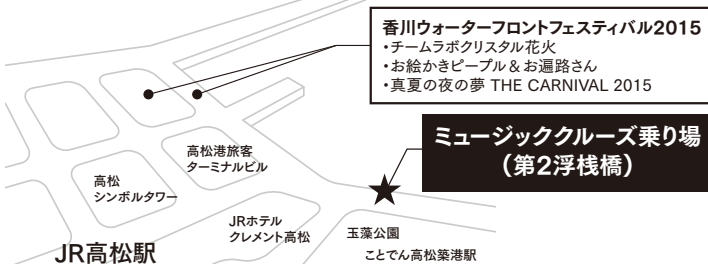 香川ウォーターフロントフェスティバル2015
・チームラボクリスタル花火
・お絵かきピープル＆お遍路さん
・真夏の夜の夢 THE CARNIVAL 2015
ミュージッククルーズ乗り場
（第2浮桟橋）
高松港旅客
ターミナルビル
高松
シンボルタワー
JRホテル
クレメント高松
玉藻公園
ことでん高松築港駅
JR高松駅